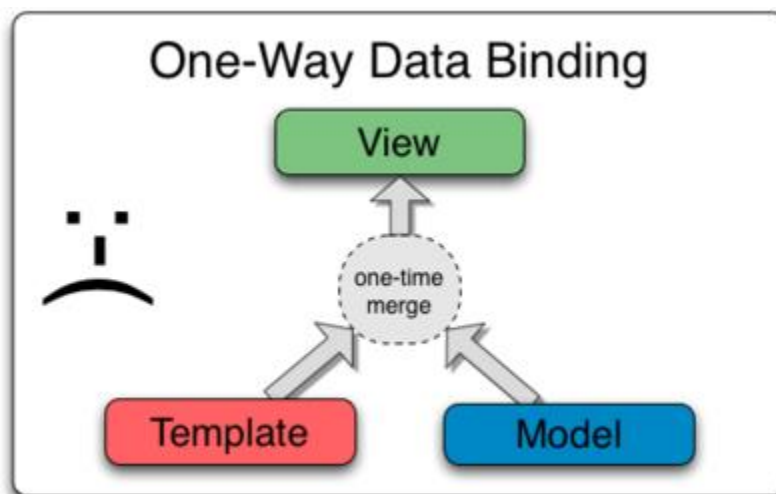 One-Way Data Binding
View
one-time
merge
Template
Model